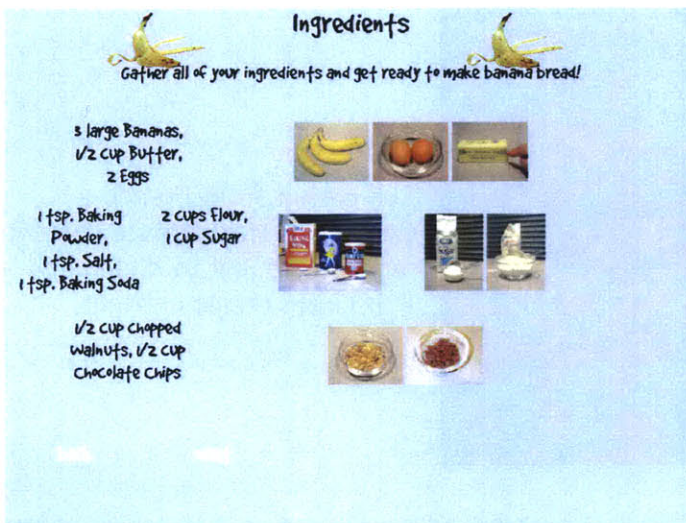 Ingredients
Gather all of your ingredients and get ready to make banana bread!
3 large Bananas,
1/2 cup Butter,
2 Eggs
1 tsp. Baking
Powder,
1 tsp. Salt,
1 tsp. Baking Soda
2 cups Flour,
1 cup Sugar
1/2 cup Chopped
Walnuts, 1/2 cup
Chocolate Chips